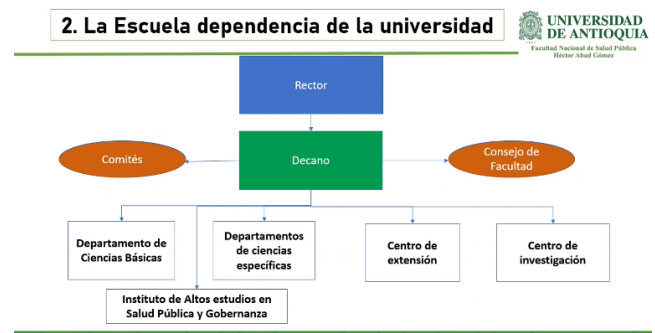 2. La Escuela dependencia de la universidad
UNIVERSIDAD
DE ANTIOQUIA
Facultad Nacional de Salud Pública
Héctor Abad Gómez
Rector
Comités
Decano
Consejo de
Facultad
Departamento de
Ciencias Básicas
Departamentos
de ciencias
específicas
Centro de
extensión
Centro de
investigación
Instituto de Altos estudios en
Salud Pública y Gobernanza